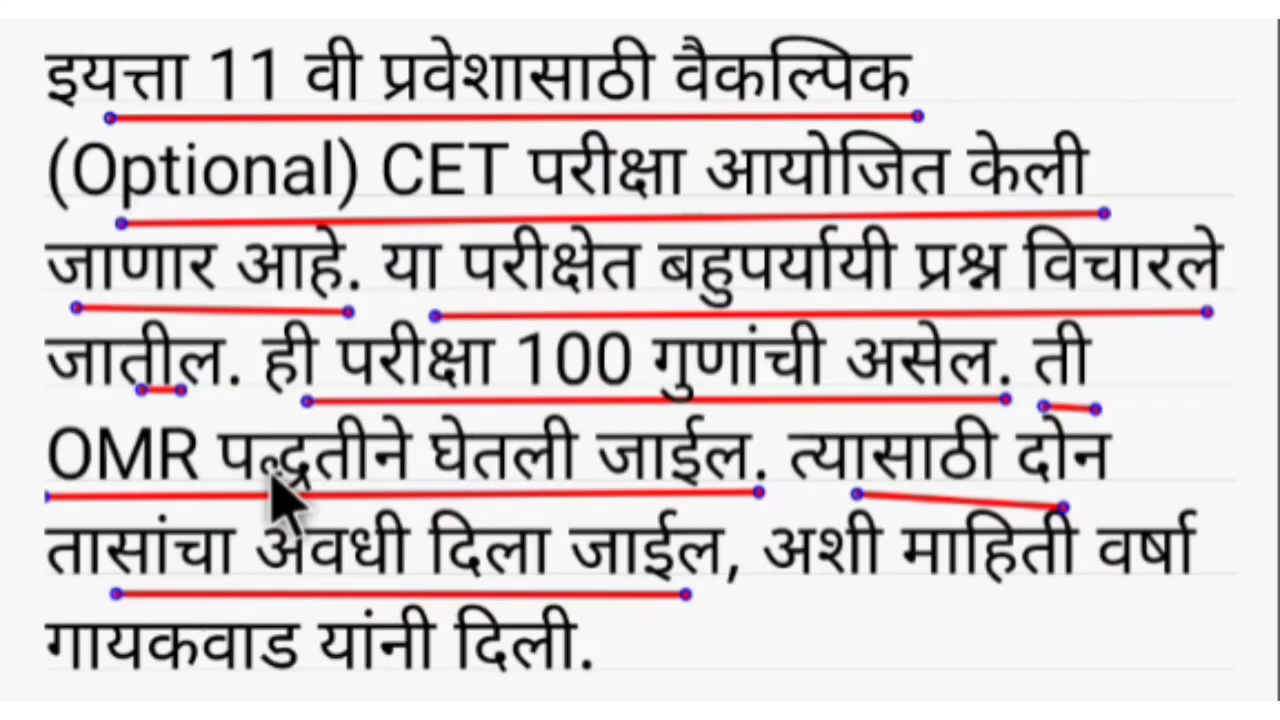 इयत्ता 11 वी प्रवेशासाठी वैकल्पिक
(Optional) CET परीक्षा आयोजित केली
जाणार आहे. या परीक्षेत बहुपर्यायी प्रश्न विचारले
जातील. ही परीक्षा 100 गुणांची असेल. ती
OMR पद्धतीने घेतली जाईल. त्यासाठी दोन
तासांचा अवधी दिला जाईल, अशी माहिती वर्षा
गायकवाड यांनी दिली.